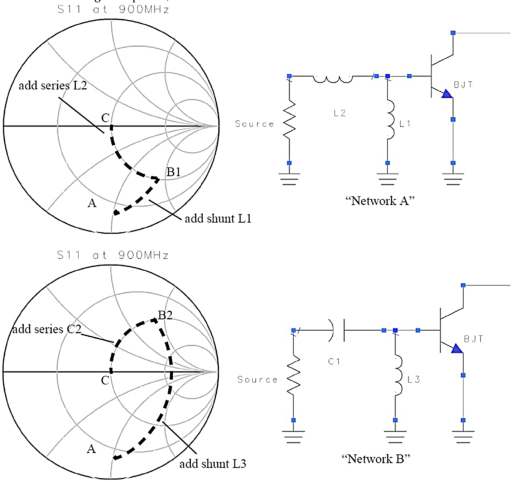 S11 at 900MHz
add series L2
C
B1
A
add shunt L1
Source
L2
L1
BJT
“Network A”
S11 at 900MHz
add series C2
B2
C
A
add shunt L3
Source
C1
L3
BJT
“Network B”